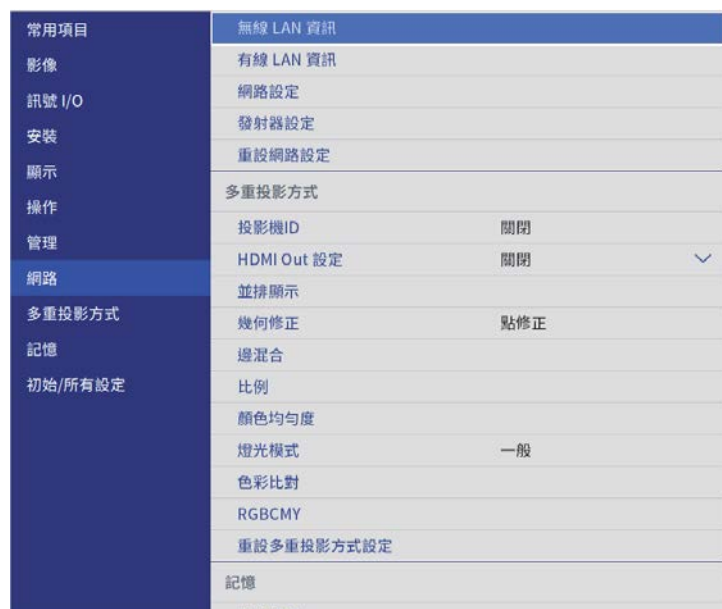 常用項目
影像
訊號 I/O
安裝
顯示
操作
管理
網路
多重投影方式
記憶
初始/所有設定
無線 LAN 資訊
有線 LAN 資訊
網路設定
發射器設定
重設網路設定
多重投影方式
投影機ID 關閉
HDMI Out 設定 關閉
並排顯示
幾何修正 點修正
邊混合
比例
顏色均勻度
燈光模式 一般
色彩比對
RGBCMY
重設多重投影方式設定
記憶